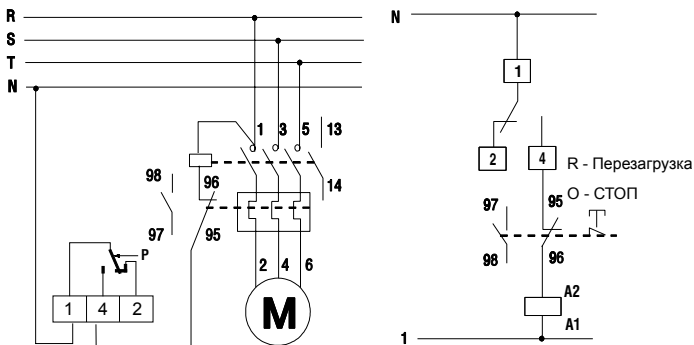 R
S
T
N
1 3 5 13
14
98 96
97 95
P
1 4 2
2 4 6
M
N
1
2 4
R - Перезагрузка
O - СТОП
97 95
98 96
A2
A1
1